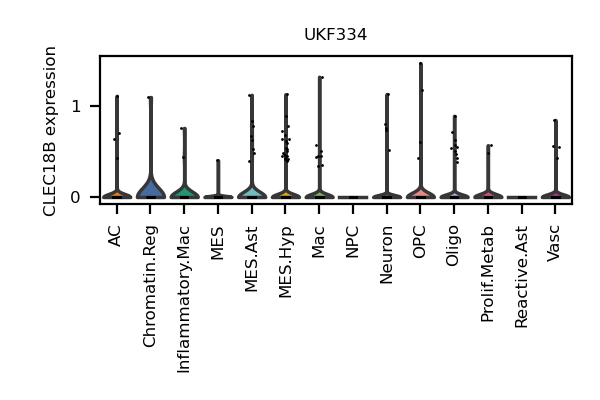 UKF334
CLEC18B expression
1
0
AC
Chromatin.Reg
Inflammatory.Mac
MES
MES.Ast
MES.Hyp
Mac
NPC
Neuron
OPC
Oligo
Prolif.Metab
Reactive.Ast
Vasc